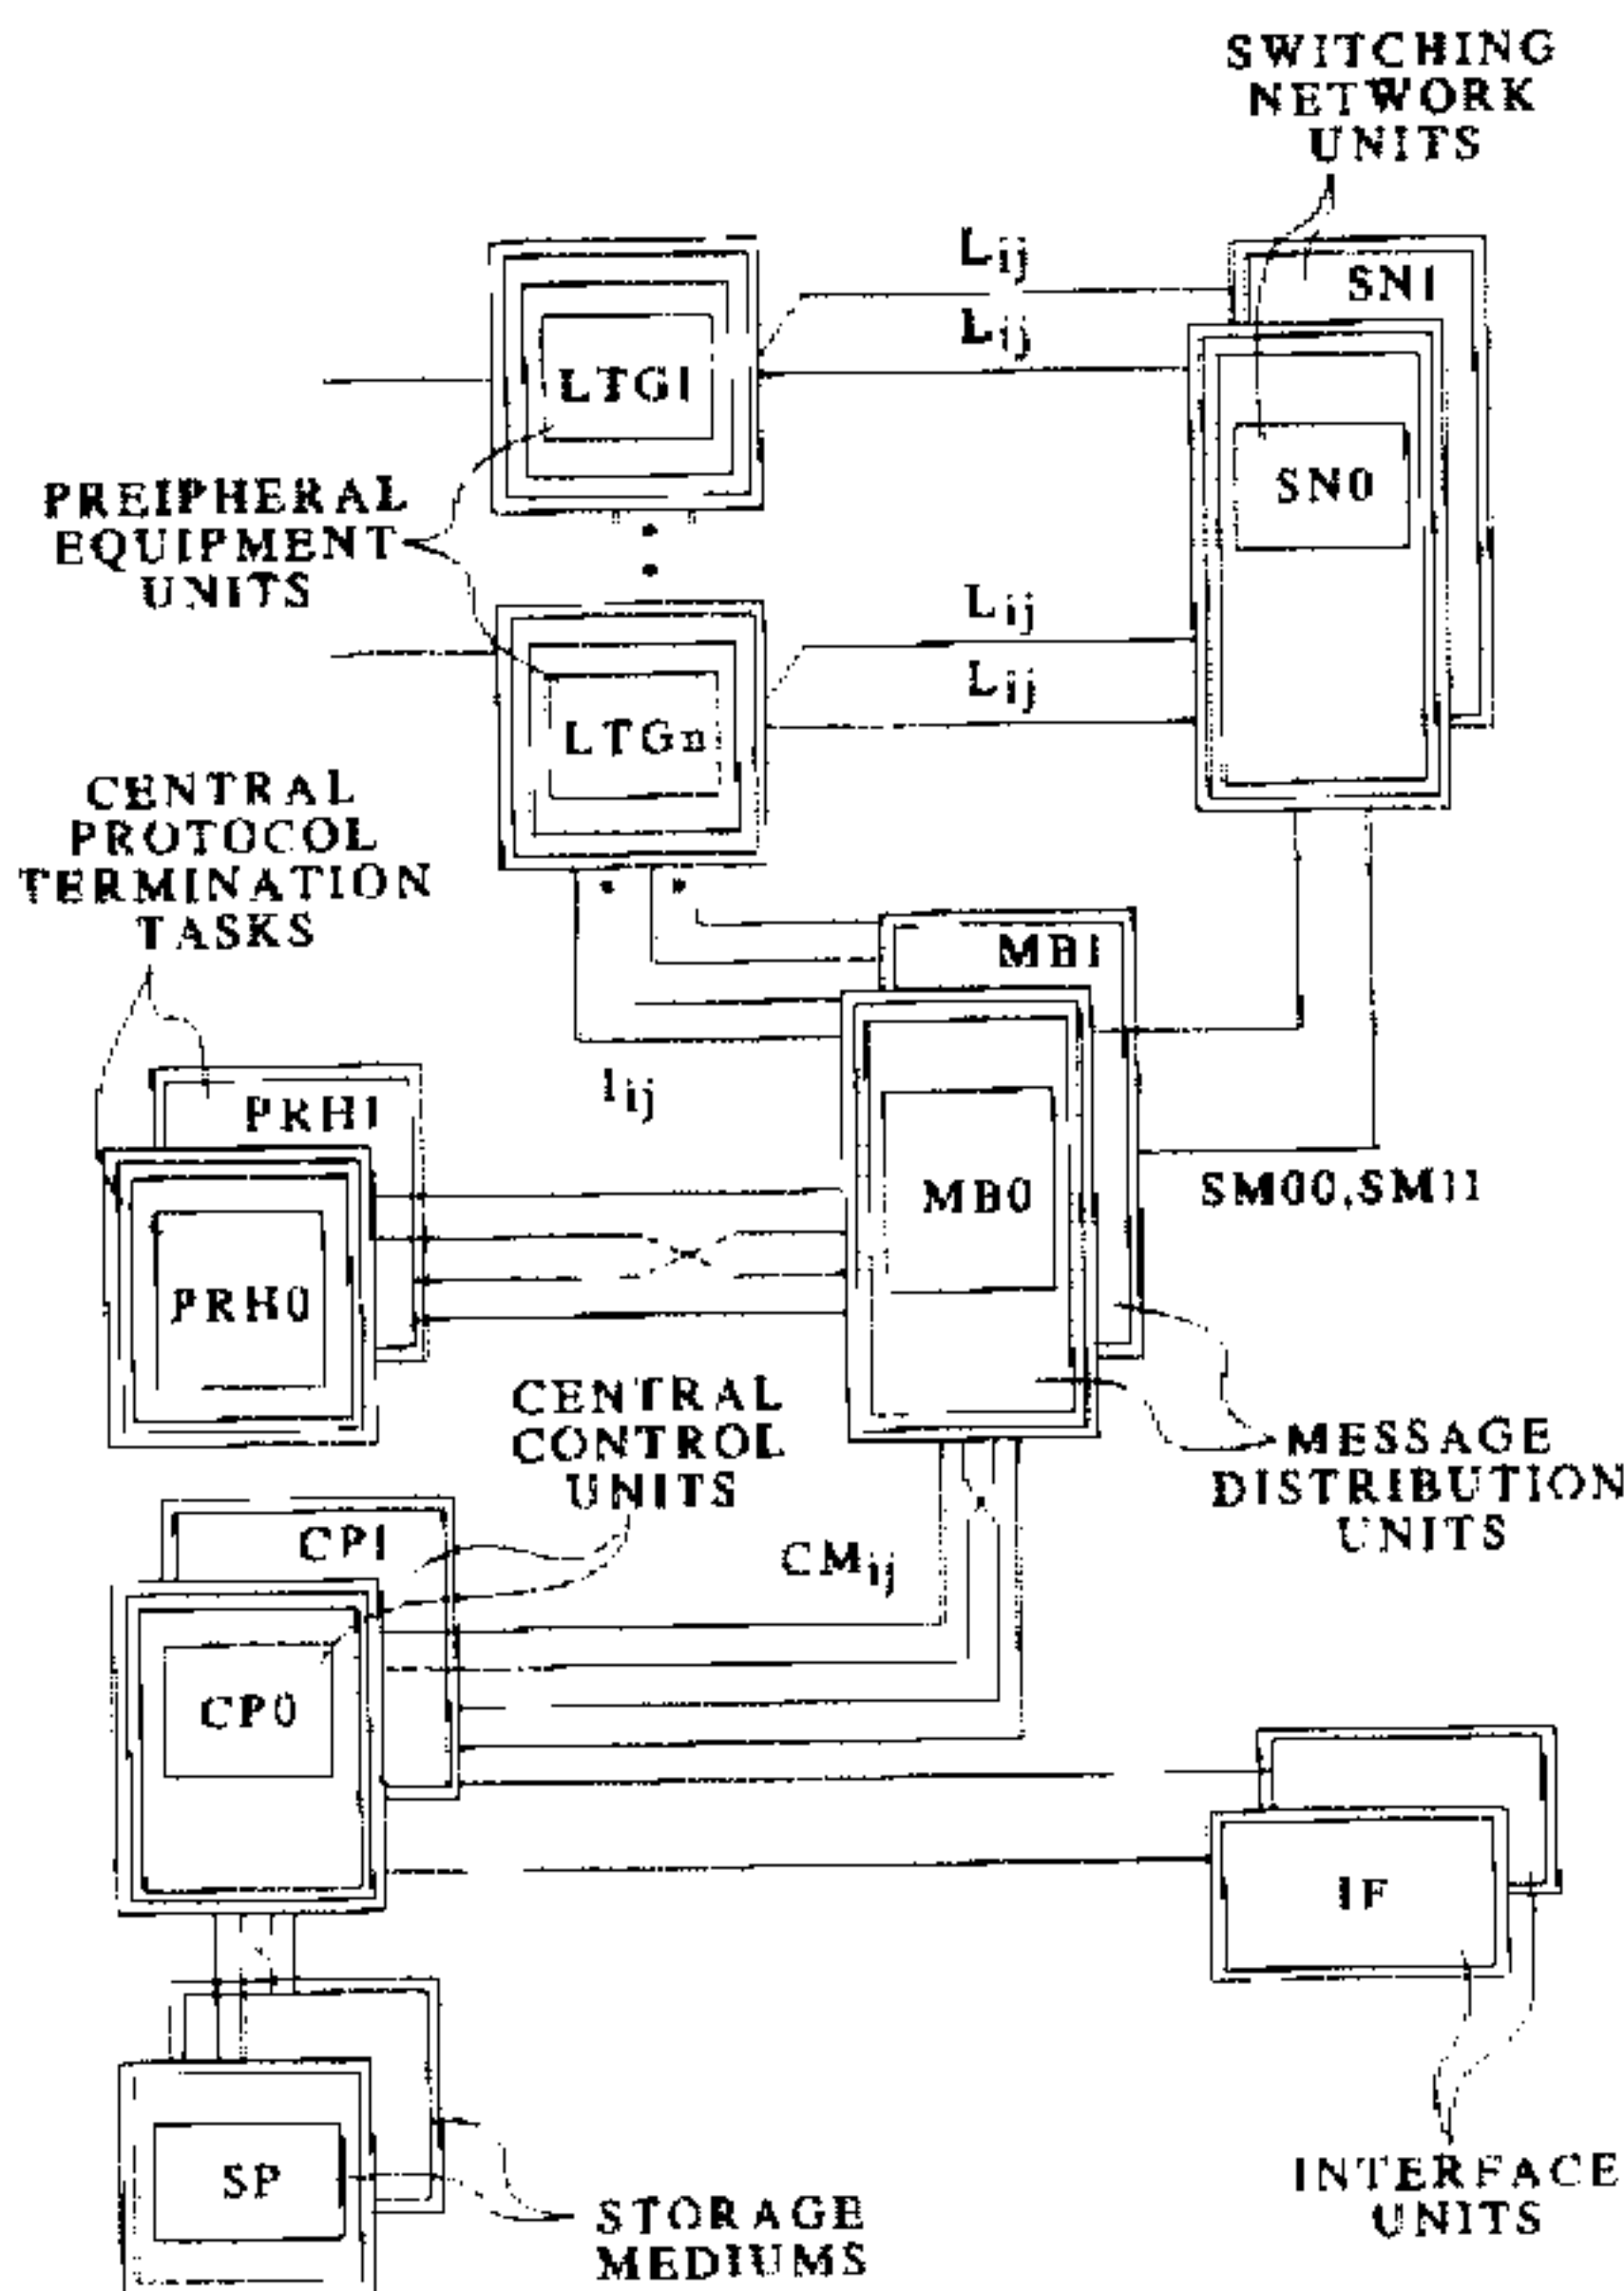 SWITCHING
NETWORK
UNITS
Lij
SN1
Lij
LTG1
SN0
PREIPHERAL
EQUIPMENT
UNITS
Lij
Lij
LTGn
CENTRAL
PROTOCOL
TERMINATION
TASKS
MB1
lij
PRH1
MB0
SM00,SM11
PRH0
CENTRAL
CONTROL
UNITS
MESSAGE
DISTRIBUTION
UNITS
CP1
CMij
CP0
IF
SP
INTERFACE
UNITS
STORAGE
MEDIUMS